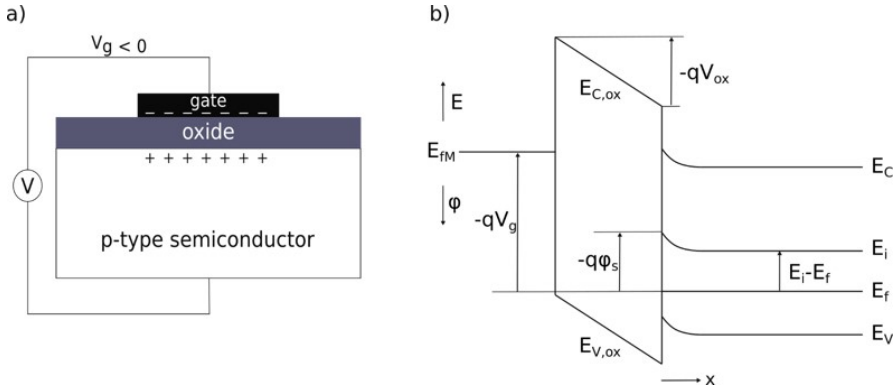 a)
V_g < 0
gate
− − − − − − −
oxide
+ + + + + + +
V
p-type semiconductor
b)
E
E_fM
φ
-qV_g
E_C,ox
-qV_ox
E_C
-qφ_s
E_i
E_i-E_f
E_f
E_V,ox
E_V
x